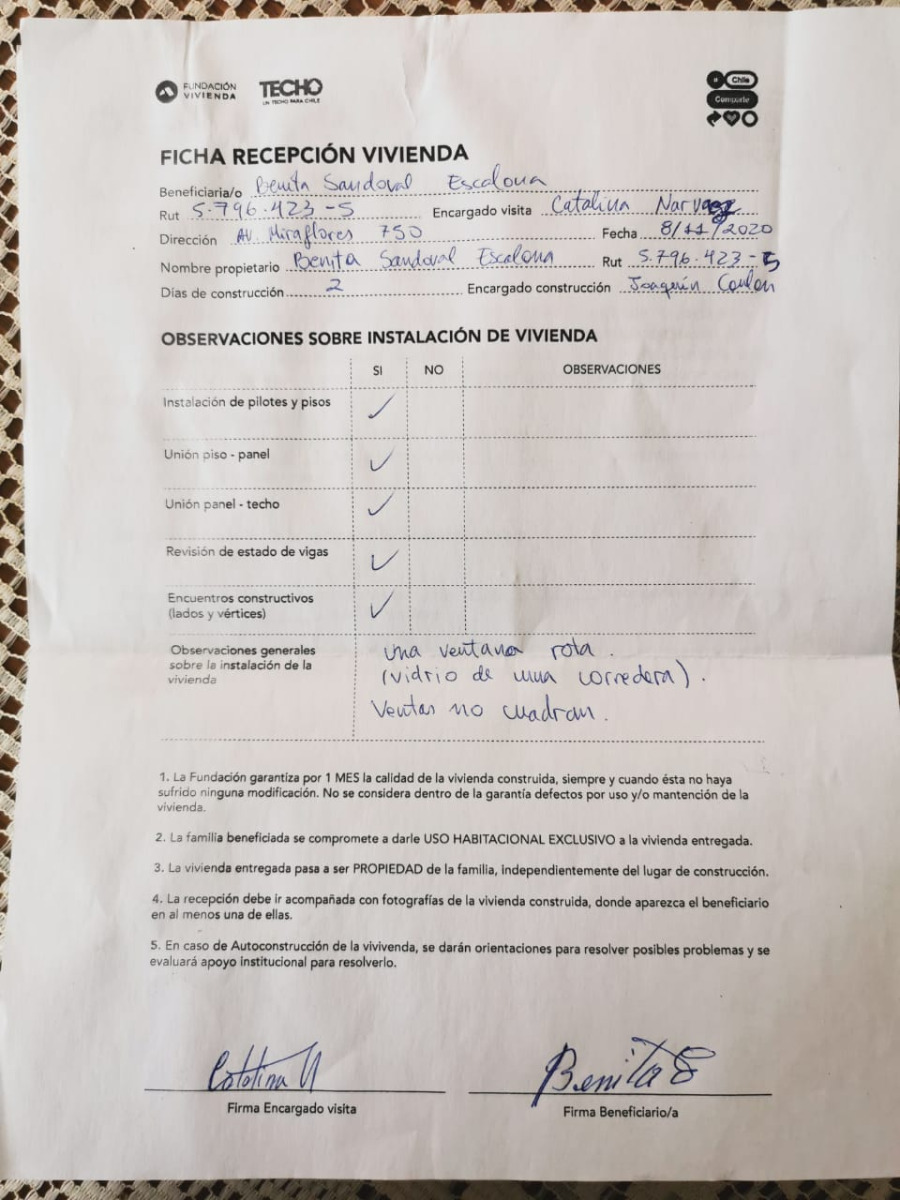 FUNDACIÓN
VIVIENDA
TECHO
UN TECHO PARA CHILE
Chile
Comparte
FICHA RECEPCIÓN VIVIENDA
Beneficiaria/o Benita Sandoval Escalona
Rut 5.796.423-5 Encargado visita Catalina Narvaez
Dirección Av. Miraflores 750 Fecha 8/11/2020
Nombre propietario Benita Sandoval Escalona Rut 5.796.423-5
Días de construcción 2 Encargado construcción Joaquín Coulon
OBSERVACIONES SOBRE INSTALACIÓN DE VIVIENDA
SI NO OBSERVACIONES
Instalación de pilotes y pisos ✓
Unión piso - panel ✓
Unión panel - techo ✓
Revisión de estado de vigas ✓
Encuentros constructivos
(lados y vértices) ✓
Observaciones generales
sobre la instalación de la
vivienda
una ventana rota.
(vidrio de una corredera).
Ventas no cuadran.
1. La Fundación garantiza por 1 MES la calidad de la vivienda construida, siempre y cuando ésta no haya
sufrido ninguna modificación. No se considera dentro de la garantía defectos por uso y/o mantención de la
vivienda.
2. La familia beneficiada se compromete a darle USO HABITACIONAL EXCLUSIVO a la vivienda entregada.
3. La vivienda entregada pasa a ser PROPIEDAD de la familia, independientemente del lugar de construcción.
4. La recepción debe ir acompañada con fotografías de la vivienda construida, donde aparezca el beneficiario
en al menos una de ellas.
5. En caso de Autoconstrucción de la vivivenda, se darán orientaciones para resolver posibles problemas y se
evaluará apoyo institucional para resolverlo.
Catalina N
Benita E
Firma Encargado visita
Firma Beneficiario/a